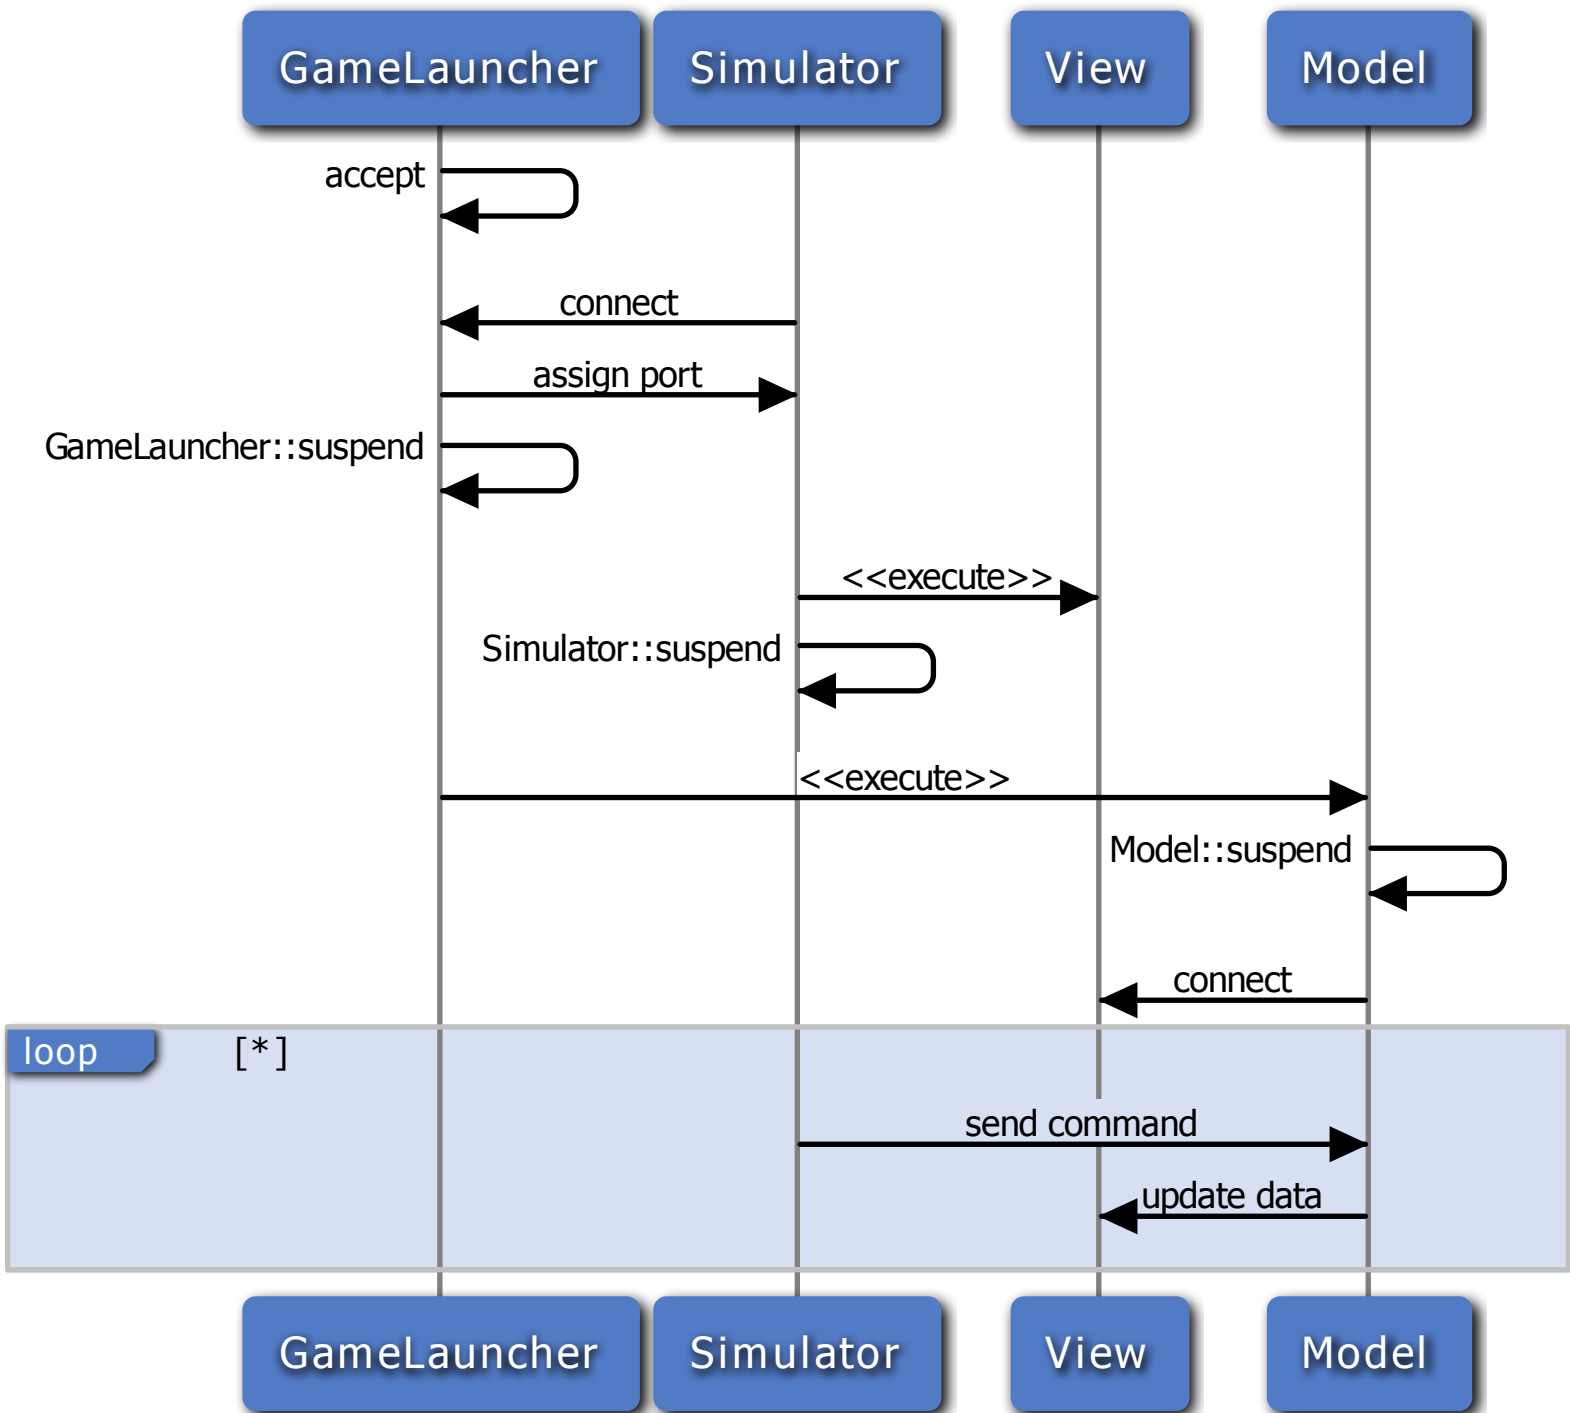 GameLauncher Simulator View Model
accept
connect
assign port
GameLauncher::suspend
<<execute>>
Simulator::suspend
<<execute>>
Model::suspend
connect
loop [*]
send command
update data
GameLauncher Simulator View Model